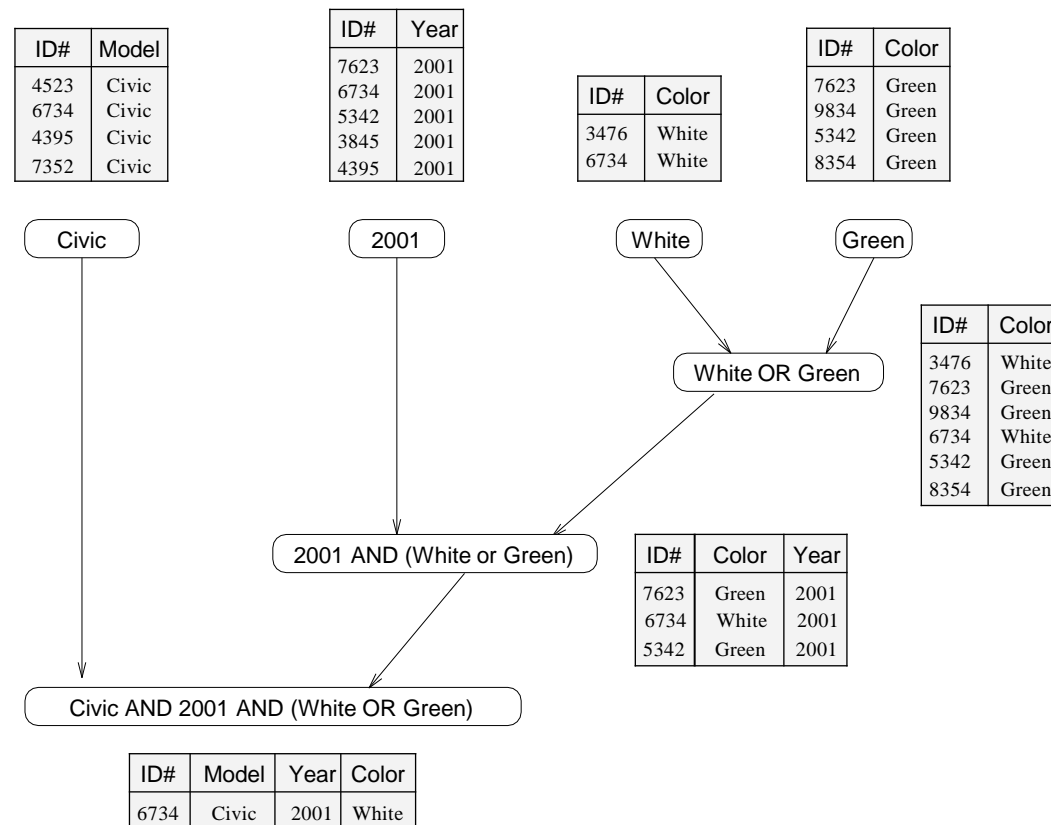 ID# Model
4523 Civic
6734 Civic
4395 Civic
7352 Civic
ID# Year
7623 2001
6734 2001
5342 2001
3845 2001
4395 2001
ID# Color
3476 White
6734 White
ID# Color
7623 Green
9834 Green
5342 Green
8354 Green
Civic
2001
White
Green
White OR Green
ID# Color
3476 White
7623 Green
9834 Green
6734 White
5342 Green
8354 Green
2001 AND (White or Green)
ID# Color Year
7623 Green 2001
6734 White 2001
5342 Green 2001
Civic AND 2001 AND (White OR Green)
ID# Model Year Color
6734 Civic 2001 White